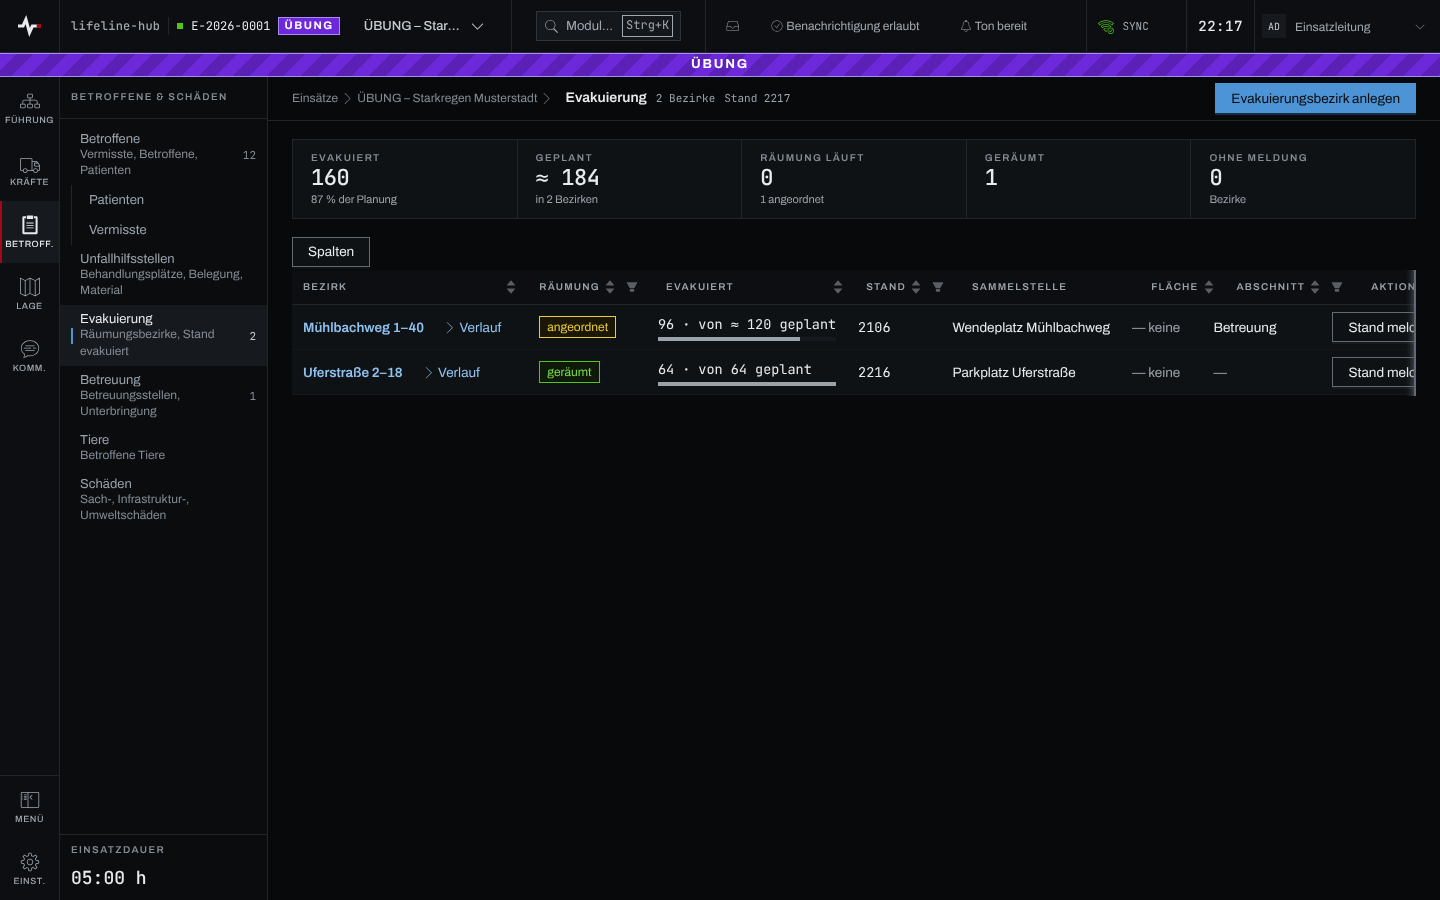 lifeline-hub
E-2026-0001
ÜBUNG
ÜBUNG – Star...
Modul...
Strg+K
Benachrichtigung erlaubt
Ton bereit
SYNC
22:17
AD
Einsatzleitung
ÜBUNG
FÜHRUNG
KRÄFTE
BETROFF.
LAGE
KOMM.
MENÜ
EINST.
BETROFFENE & SCHÄDEN
Betroffene
Vermisste, Betroffene,
Patienten
12
Patienten
Vermisste
Unfallhilfsstellen
Behandlungsplätze, Belegung,
Material
Evakuierung
Räumungsbezirke, Stand
evakuiert
2
Betreuung
Betreuungsstellen,
Unterbringung
1
Tiere
Betroffene Tiere
Schäden
Sach-, Infrastruktur-,
Umweltschäden
EINSATZDAUER
05:00 h
Einsätze
ÜBUNG – Starkregen Musterstadt
Evakuierung
2 Bezirke
Stand 2217
Evakuierungsbezirk anlegen
EVAKUIERT
160
87 % der Planung
GEPLANT
≈ 184
in 2 Bezirken
RÄUMUNG LÄUFT
0
1 angeordnet
GERÄUMT
1
OHNE MELDUNG
0
Bezirke
Spalten
BEZIRK
RÄUMUNG
EVAKUIERT
STAND
SAMMELSTELLE
FLÄCHE
ABSCHNITT
AKTION
Mühlbachweg 1–40
Verlauf
angeordnet
96 · von ≈ 120 geplant
2106
Wendeplatz Mühlbachweg
— keine
Betreuung
Stand meld
Uferstraße 2–18
Verlauf
geräumt
64 · von 64 geplant
2216
Parkplatz Uferstraße
— keine
—
Stand meld